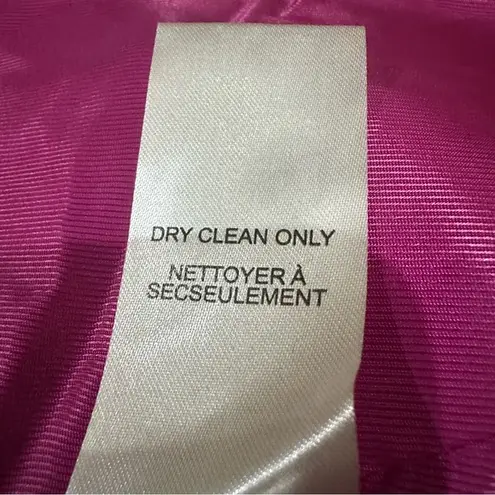 DRY CLEAN ONLY
NETTOYER À
SECSEULEMENT